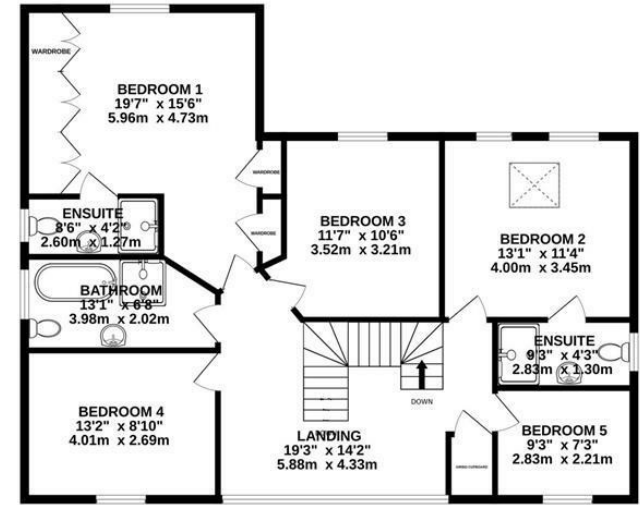 WARDROBE
BEDROOM 1
19'7" x 15'6"
5.96m x 4.73m
WARDROBE
WARDROBE
ENSUITE
8'6" x 4'2"
2.60m x 1.27m
BEDROOM 3
11'7" x 10'6"
3.52m x 3.21m
BEDROOM 2
13'1" x 11'4"
4.00m x 3.45m
BATHROOM
13'1" x 6'8"
3.98m x 2.02m
ENSUITE
9'3" x 4'3"
2.83m x 1.30m
DOWN
BEDROOM 4
13'2" x 8'10"
4.01m x 2.69m
LANDING
19'3" x 14'2"
5.88m x 4.33m
BEDROOM 5
9'3" x 7'3"
2.83m x 2.21m